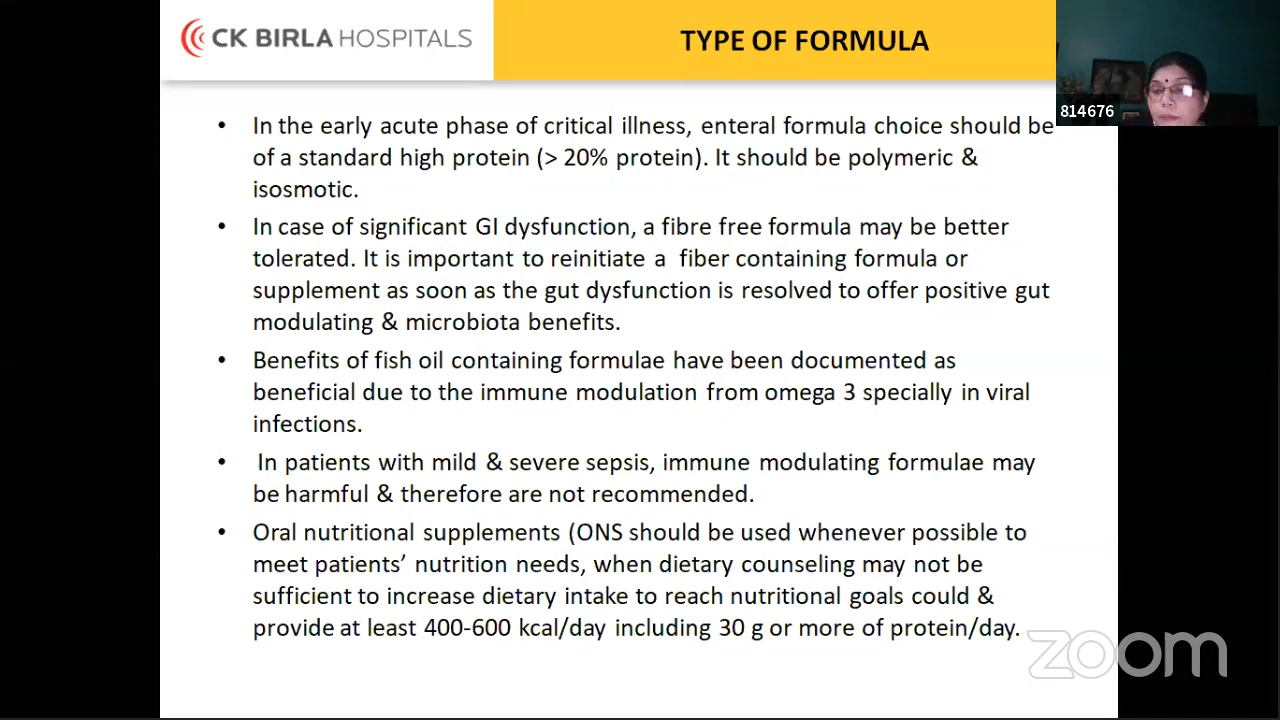 CK BIRLA HOSPITALS
TYPE OF FORMULA
814676
• In the early acute phase of critical illness, enteral formula choice should be
of a standard high protein (> 20% protein). It should be polymeric &
isosmotic.
• In case of significant GI dysfunction, a fibre free formula may be better
tolerated. It is important to reinitiate a fiber containing formula or
supplement as soon as the gut dysfunction is resolved to offer positive gut
modulating & microbiota benefits.
• Benefits of fish oil containing formulae have been documented as
beneficial due to the immune modulation from omega 3 specially in viral
infections.
• In patients with mild & severe sepsis, immune modulating formulae may
be harmful & therefore are not recommended.
• Oral nutritional supplements (ONS should be used whenever possible to
meet patients’ nutrition needs, when dietary counseling may not be
sufficient to increase dietary intake to reach nutritional goals could &
provide at least 400-600 kcal/day including 30 g or more of protein/day.
zoom